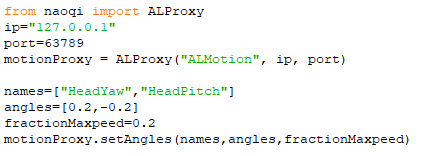 from naoqi import ALProxy
ip="127.0.0.1"
port=63789
motionProxy = ALProxy("ALMotion", ip, port)
names=["HeadYaw","HeadPitch"]
angles=[0.2,-0.2]
fractionMaxpeed=0.2
motionProxy.setAngles(names,angles,fractionMaxpeed)